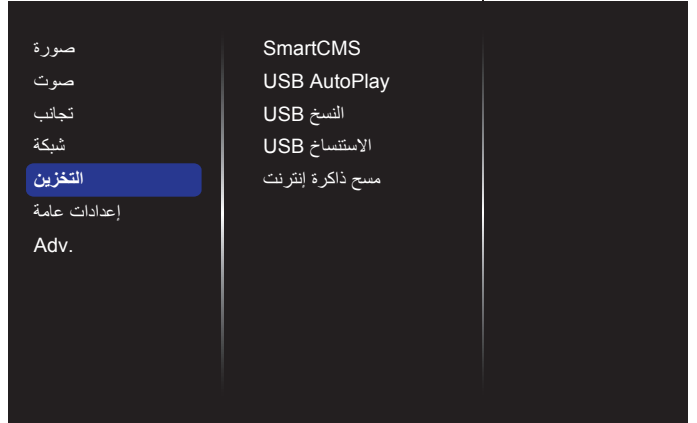 صورة
صوت
تجانب
شبكة
التخزين
إعدادات عامة
Adv.
SmartCMS
USB AutoPlay
النسخ USB
الاستنساخ USB
مسح ذاكرة إنترنت